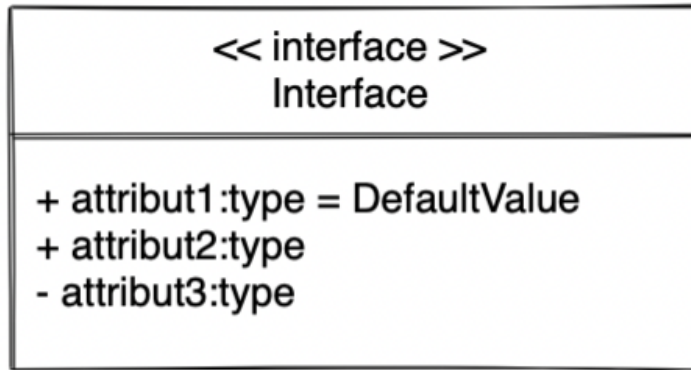 << interface >>
Interface
+ attribut1:type = DefaultValue
+ attribut2:type
- attribut3:type